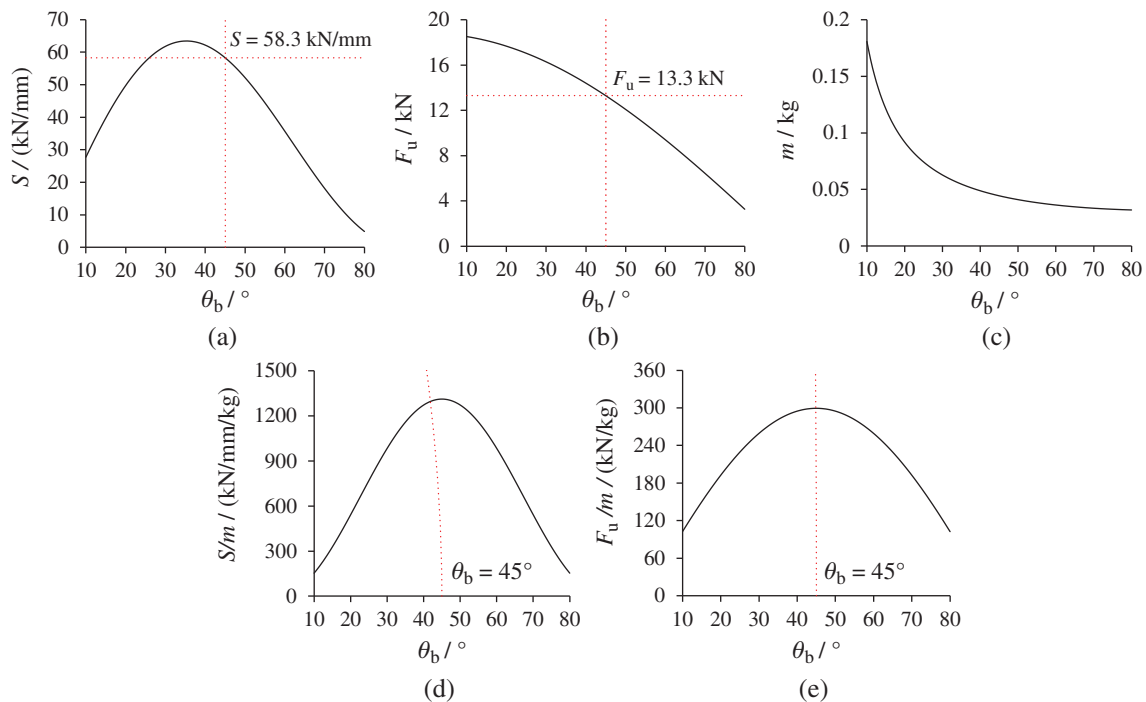 70
60
50
40
30
20
10
0
S / (kN/mm)
S = 58.3 kN/mm
10 20 30 40 50 60 70 80
θb / °
(a)
20
16
12
8
4
0
Fu / kN
Fu = 13.3 kN
10 20 30 40 50 60 70 80
θb / °
(b)
0.2
0.15
0.1
0.05
0
m / kg
10 20 30 40 50 60 70 80
θb / °
(c)
1500
1200
900
600
300
0
S/m / (kN/mm/kg)
θb = 45°
10 20 30 40 50 60 70 80
θb / °
(d)
360
300
240
180
120
60
0
Fu /m / (kN/kg)
θb = 45°
10 20 30 40 50 60 70 80
θb / °
(e)